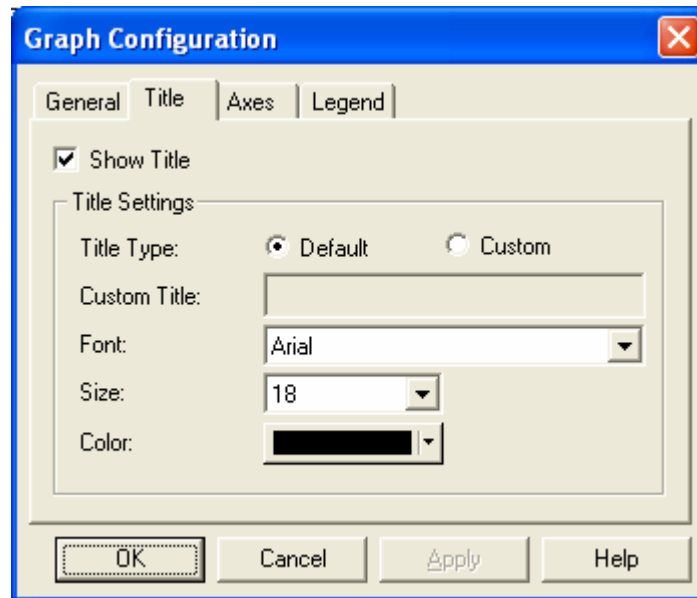 Graph Configuration
General Title Axes Legend
Show Title
Title Settings
Title Type: Default Custom
Custom Title:
Font: Arial
Size: 18
Color:
OK Cancel Apply Help